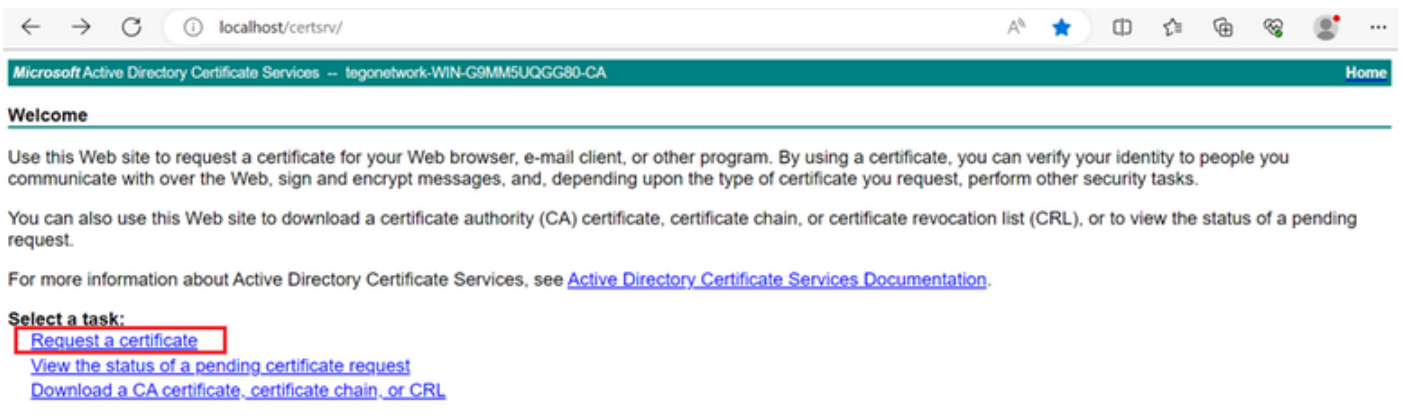 localhost/certsrv/
Microsoft Active Directory Certificate Services -- tegonetwork-WIN-G9MM5UQGG80-CA Home
Welcome
Use this Web site to request a certificate for your Web browser, e-mail client, or other program. By using a certificate, you can verify your identity to people you
communicate with over the Web, sign and encrypt messages, and, depending upon the type of certificate you request, perform other security tasks.
You can also use this Web site to download a certificate authority (CA) certificate, certificate chain, or certificate revocation list (CRL), or to view the status of a pending
request.
For more information about Active Directory Certificate Services, see Active Directory Certificate Services Documentation.
Select a task:
Request a certificate
View the status of a pending certificate request
Download a CA certificate, certificate chain, or CRL